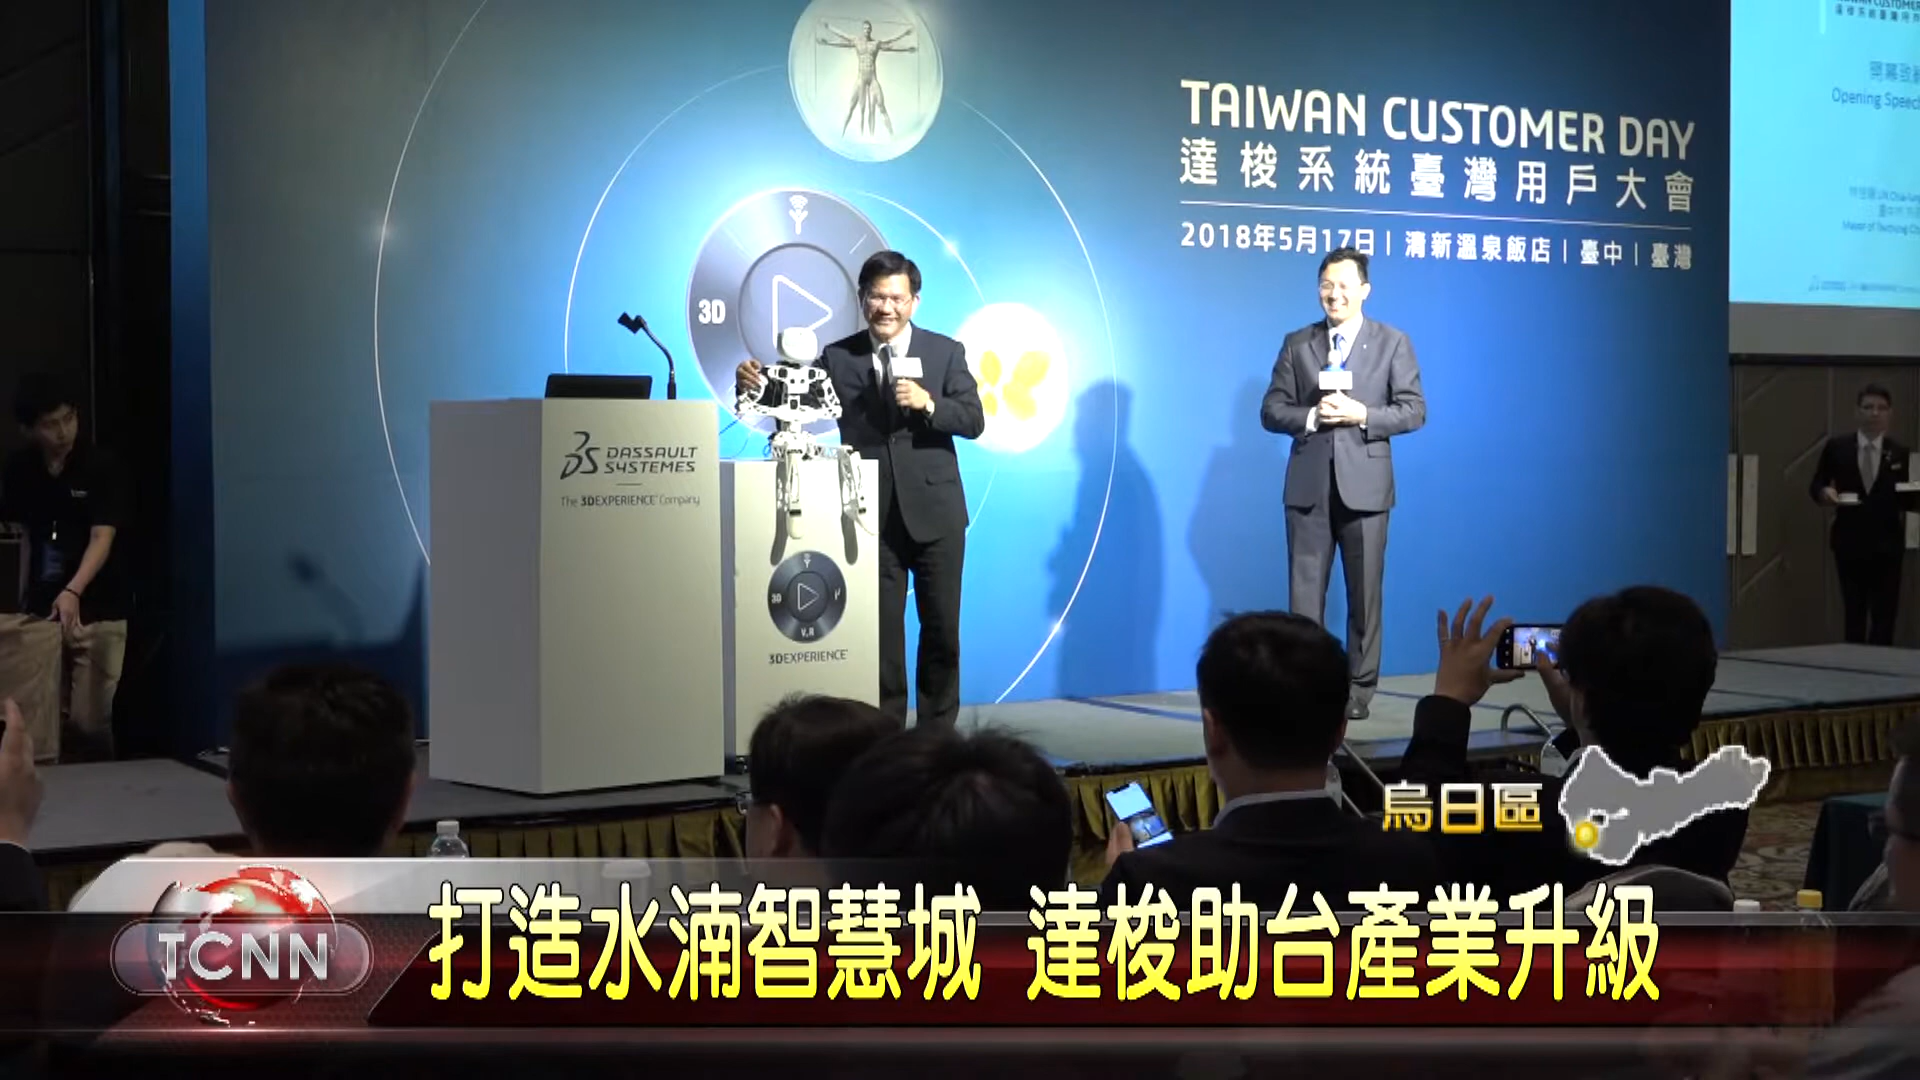 TAIWAN CUSTOMER DAY
達梭系統臺灣用戶大會
2018年5月17日 | 清新溫泉飯店 | 臺中 | 臺灣
Opening Speech
3D
DASSAULT
SYSTEMES
The 3DEXPERIENCE Company
3D
V,R
3DEXPERIENCE
烏日區
TCNN
打造水湳智慧城 達梭助台產業升級